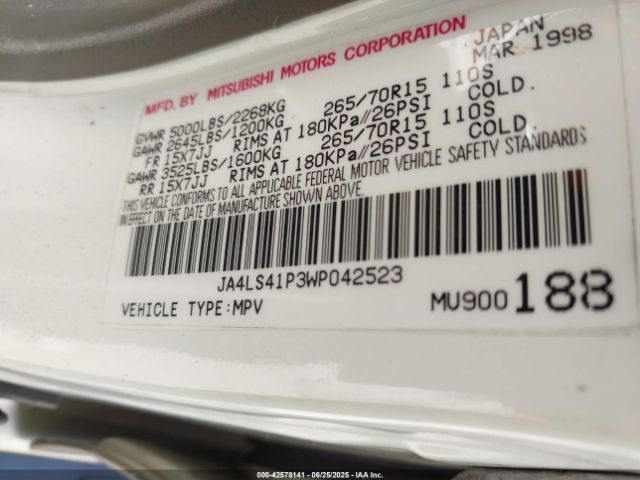 MFD. BY MITSUBISHI MOTORS CORPORATION JAPAN
MAR 1998
GVWR 5000LBS/2268KG
GAWR 2645LBS/1200KG 265/70R15 110S
FR 15X7JJ RIMS AT 180KPa//26PSI COLD.
GAWR 3525LBS/1600KG 265/70R15 110S
RR 15X7JJ RIMS AT 180KPa//26PSI COLD.
THIS VEHICLE CONFORMS TO ALL APPLICABLE FEDERAL MOTOR VEHICLE SAFETY STANDARDS
IN EFFECT ON THE DATE OF MANUFACTURE SHOWN ABOVE.
JA4LS41P3WP042523
VEHICLE TYPE:MPV MU900188
000-42578141 - 06/25/2025 - IAAI, Inc.